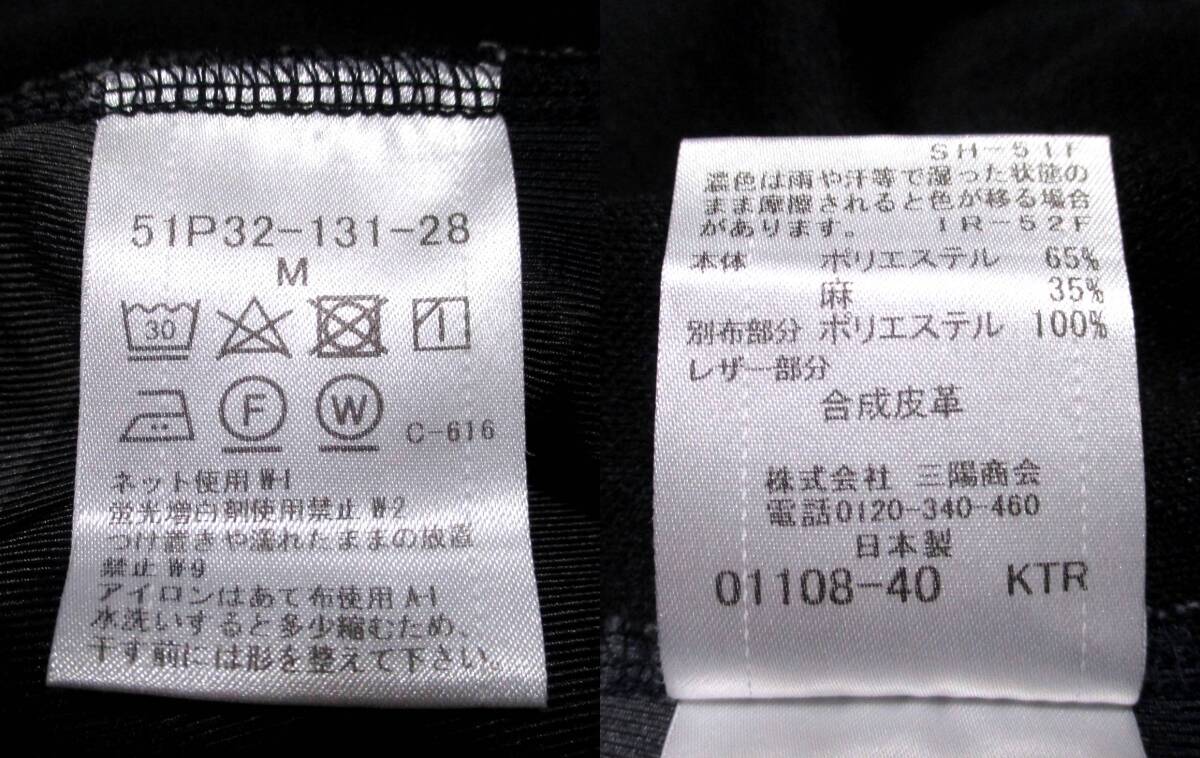 51P32-131-28
M
30
F W C-616
ネット使用 W-1
蛍光増白剤使用禁止 W-2
つけ置きや濡れたままの放置
禁止 W-9
アイロンはあて布使用 A-1
水洗いすると多少縮むため、
干す前には形を整えて下さい。
SH-51F
濃色は雨や汗等で湿った状態の
まま摩擦されると色が移る場合
があります。 IR-52F
本体 ポリエステル 65%
麻 35%
別布部分 ポリエステル 100%
レザー部分
合成皮革
株式会社 三陽商会
電話0120-340-460
日本製
01108-40 KTR